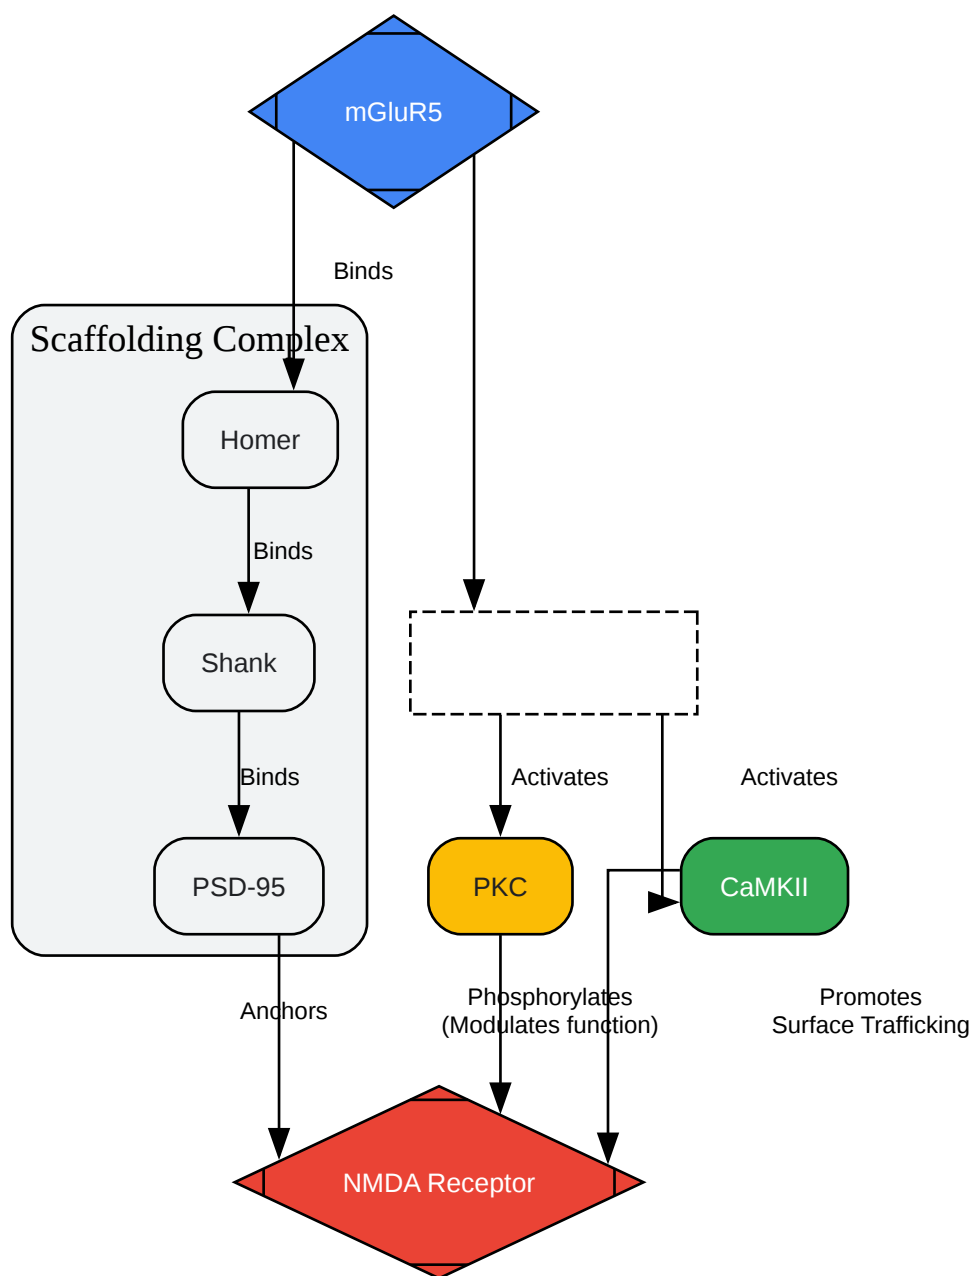 mGluR5
Binds
Scaffolding Complex
Homer
Binds
Shank
Binds
Activates
Activates
PSD-95
PKC
CaMKII
Anchors
Phosphorylates
(Modulates function)
Promotes
Surface Trafficking
NMDA Receptor